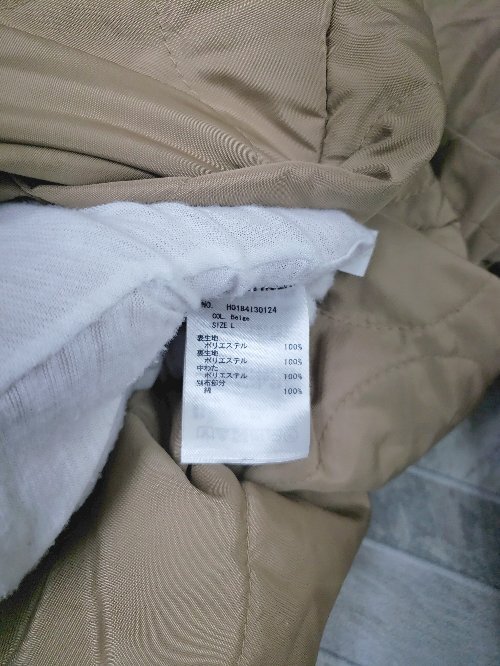 NO. H0184130124
COL. Beige
SIZE L
表生地
ポリエステル 100%
裏生地
ポリエステル 100%
中わた
ポリエステル 100%
別布部分
綿 100%